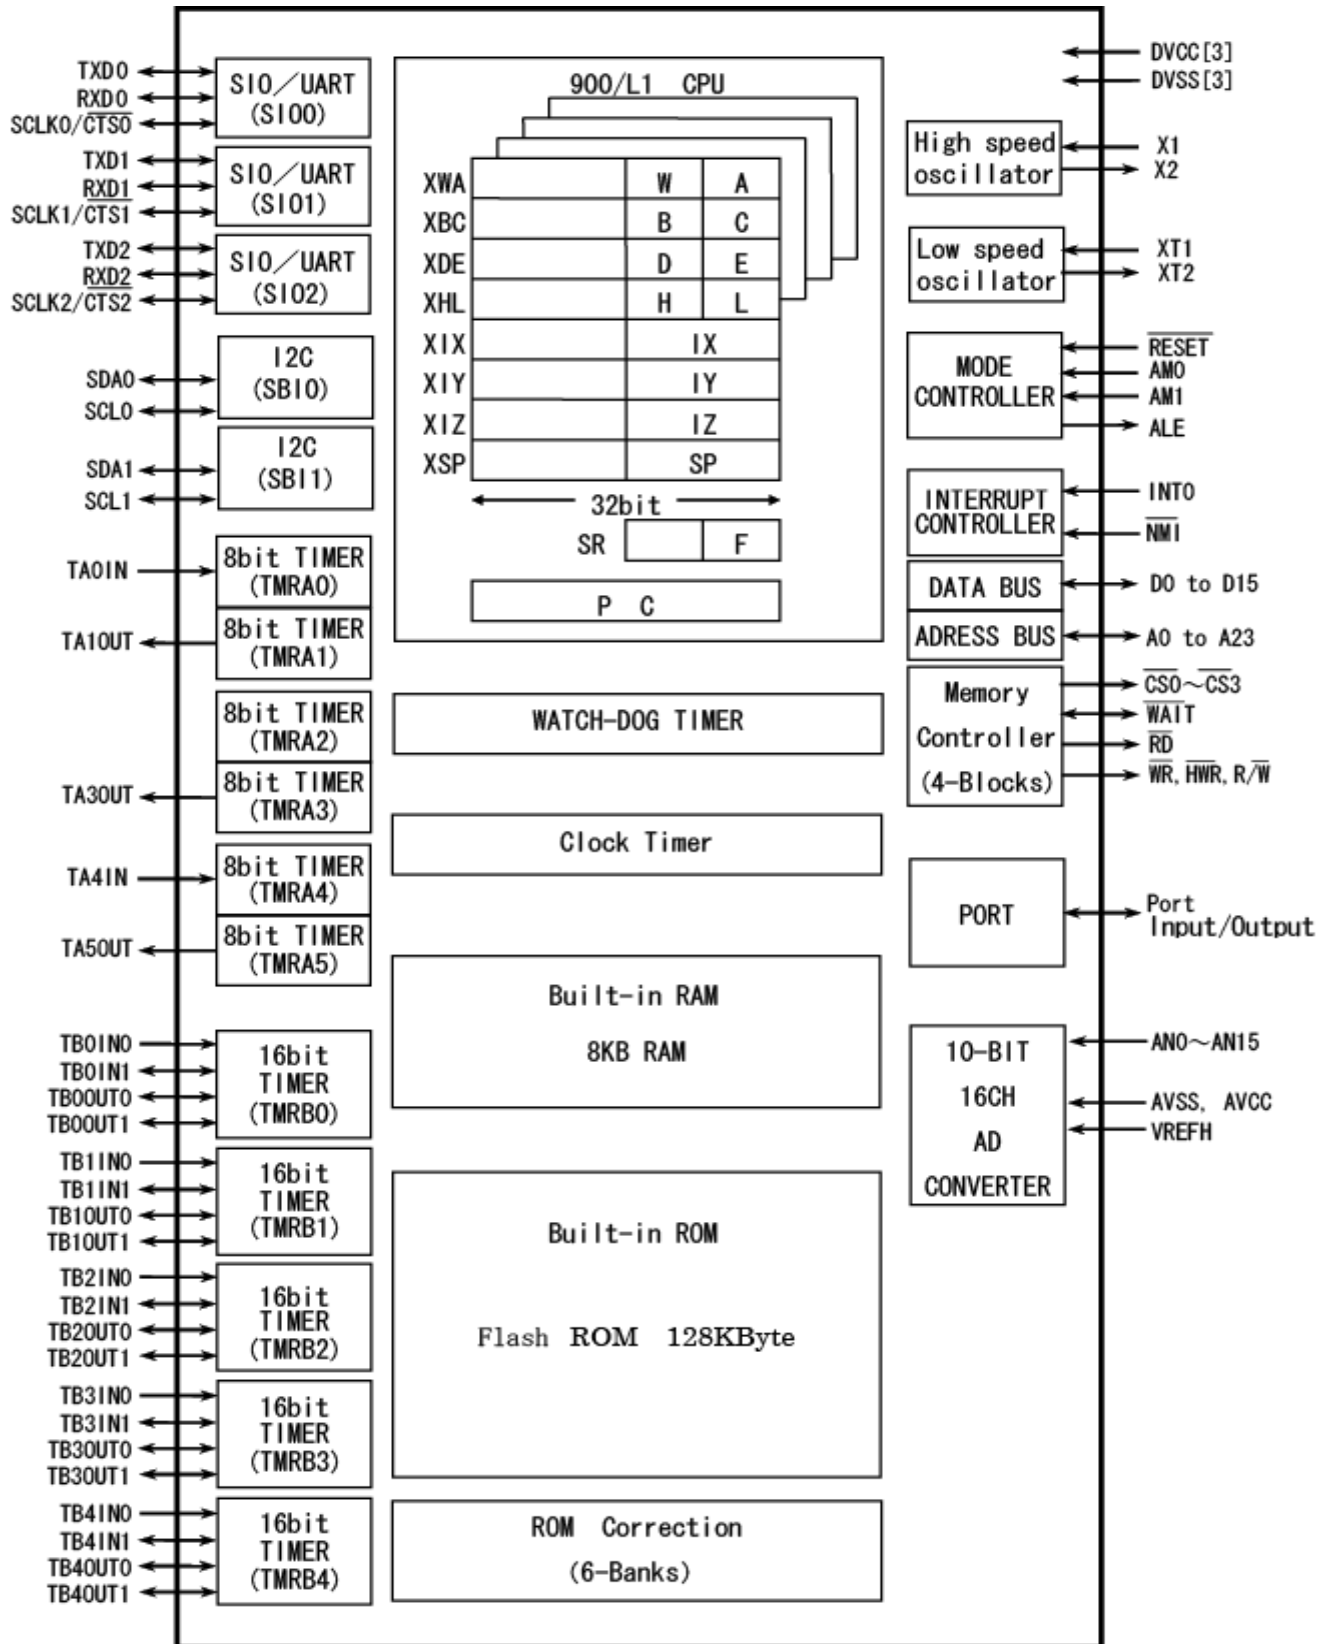 TXD0
RXD0
SCLK0/CTS0
SIO/UART
(SIO0)
TXD1
RXD1
SCLK1/CTS1
SIO/UART
(SIO1)
TXD2
RXD2
SCLK2/CTS2
SIO/UART
(SIO2)
SDA0
SCL0
I2C
(SBI0)
SDA1
SCL1
I2C
(SBI1)
TA0IN
8bit TIMER
(TMRA0)
TA1OUT
8bit TIMER
(TMRA1)
8bit TIMER
(TMRA2)
TA3OUT
8bit TIMER
(TMRA3)
TA4IN
8bit TIMER
(TMRA4)
TA5OUT
8bit TIMER
(TMRA5)
TB0IN0
TB0IN1
TB0OUT0
TB0OUT1
16bit
TIMER
(TMRB0)
TB1IN0
TB1IN1
TB1OUT0
TB1OUT1
16bit
TIMER
(TMRB1)
TB2IN0
TB2IN1
TB2OUT0
TB2OUT1
16bit
TIMER
(TMRB2)
TB3IN0
TB3IN1
TB3OUT0
TB3OUT1
16bit
TIMER
(TMRB3)
TB4IN0
TB4IN1
TB4OUT0
TB4OUT1
16bit
TIMER
(TMRB4)
900/L1 CPU
XWA W A
XBC B C
XDE D E
XHL H L
XIX IX
XIY IY
XIZ IZ
XSP SP
32bit
SR F
P C
WATCH-DOG TIMER
Clock Timer
Built-in RAM
8KB RAM
Built-in ROM
Flash ROM 128KByte
ROM Correction
(6-Banks)
DVCC[3]
DVSS[3]
High speed
oscillator
X1
X2
Low speed
oscillator
XT1
XT2
MODE
CONTROLLER
RESET
AM0
AM1
ALE
INTERRUPT
CONTROLLER
INT0
NMI
DATA BUS
D0 to D15
ADRESS BUS
A0 to A23
Memory
Controller
(4-Blocks)
CS0～CS3
WAIT
RD
WR, HWR, R/W
PORT
Port
Input/Output
10-BIT
16CH
AD
CONVERTER
AN0～AN15
AVSS, AVCC
VREFH